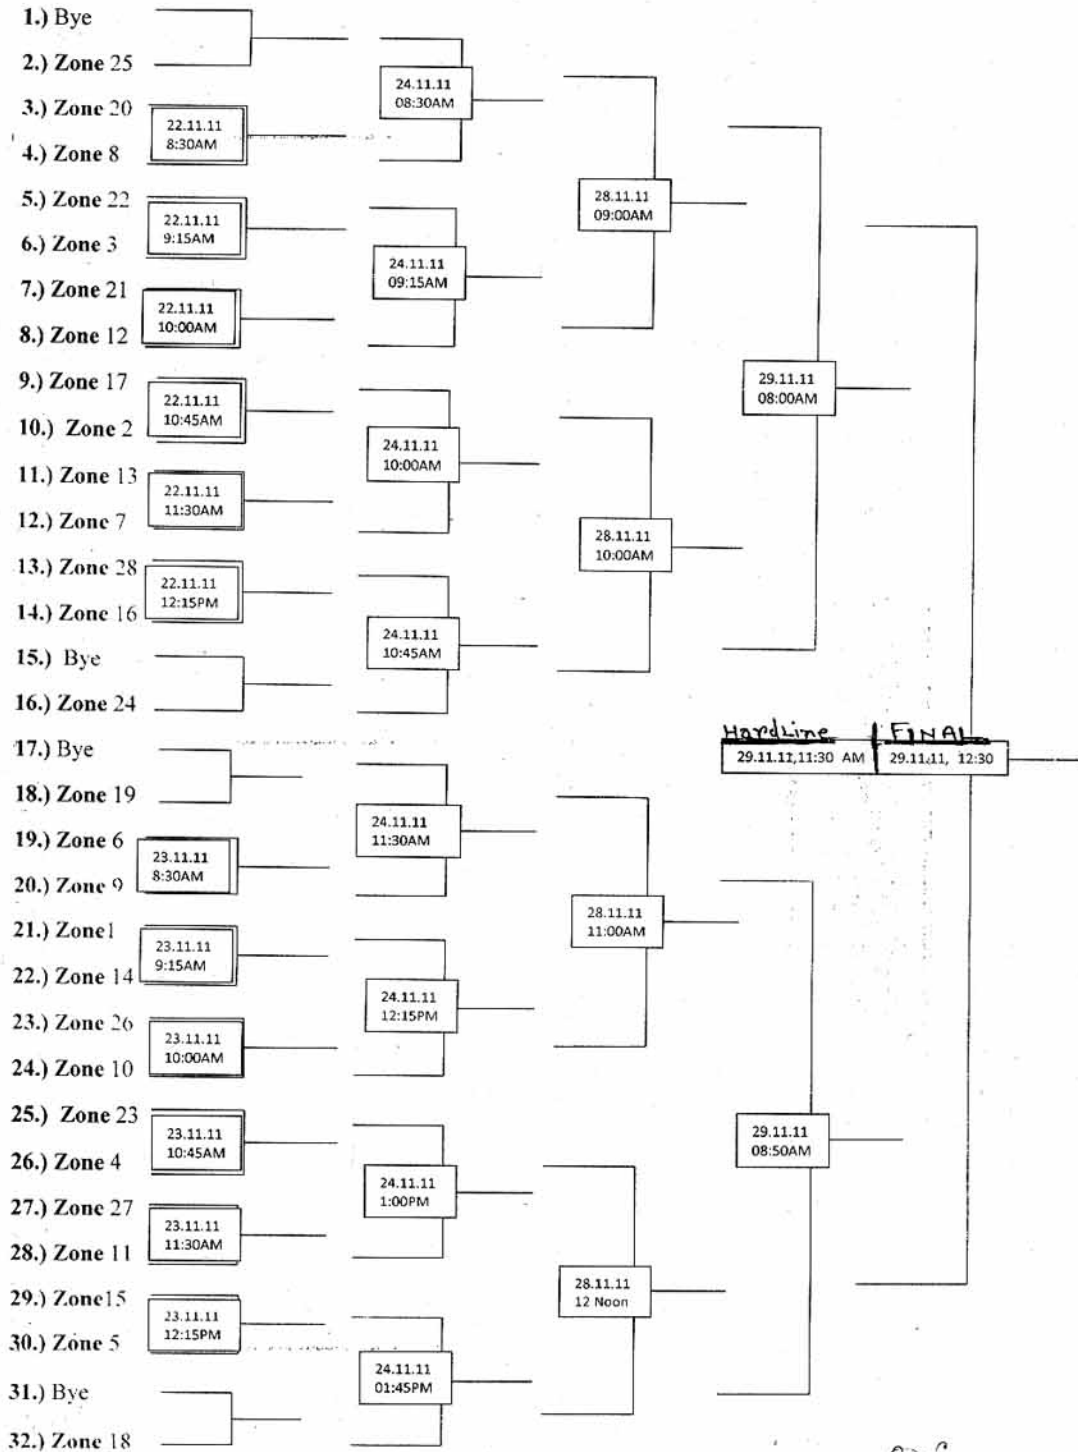 1.) Bye
2.) Zone 25
3.) Zone 20
4.) Zone 8
5.) Zone 22
6.) Zone 3
7.) Zone 21
8.) Zone 12
9.) Zone 17
10.) Zone 2
11.) Zone 13
12.) Zone 7
13.) Zone 28
14.) Zone 16
15.) Bye
16.) Zone 24
17.) Bye
18.) Zone 19
19.) Zone 6
20.) Zone 9
21.) Zone1
22.) Zone 14
23.) Zone 26
24.) Zone 10
25.) Zone 23
26.) Zone 4
27.) Zone 27
28.) Zone 11
29.) Zone15
30.) Zone 5
31.) Bye
32.) Zone 18
22.11.11
8:30AM
22.11.11
9:15AM
22.11.11
10:00AM
22.11.11
10:45AM
22.11.11
11:30AM
22.11.11
12:15PM
23.11.11
8:30AM
23.11.11
9:15AM
23.11.11
10:00AM
23.11.11
10:45AM
23.11.11
11:30AM
23.11.11
12:15PM
24.11.11
08:30AM
24.11.11
09:15AM
24.11.11
10:00AM
24.11.11
10:45AM
24.11.11
11:30AM
24.11.11
12:15PM
24.11.11
1:00PM
24.11.11
01:45PM
28.11.11
09:00AM
28.11.11
10:00AM
28.11.11
11:00AM
28.11.11
12 Noon
29.11.11
08:00AM
29.11.11
08:50AM
HardLine
29.11.11,11:30 AM
FINAL
29.11.11, 12:30